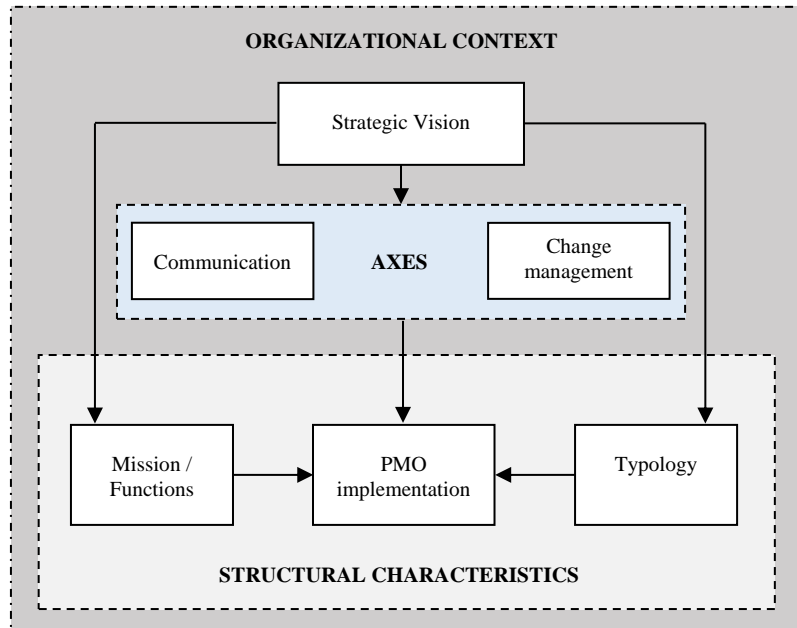 ORGANIZATIONAL CONTEXT
Strategic Vision
Communication
AXES
Change
management
Mission /
Functions
PMO
implementation
Typology
STRUCTURAL CHARACTERISTICS